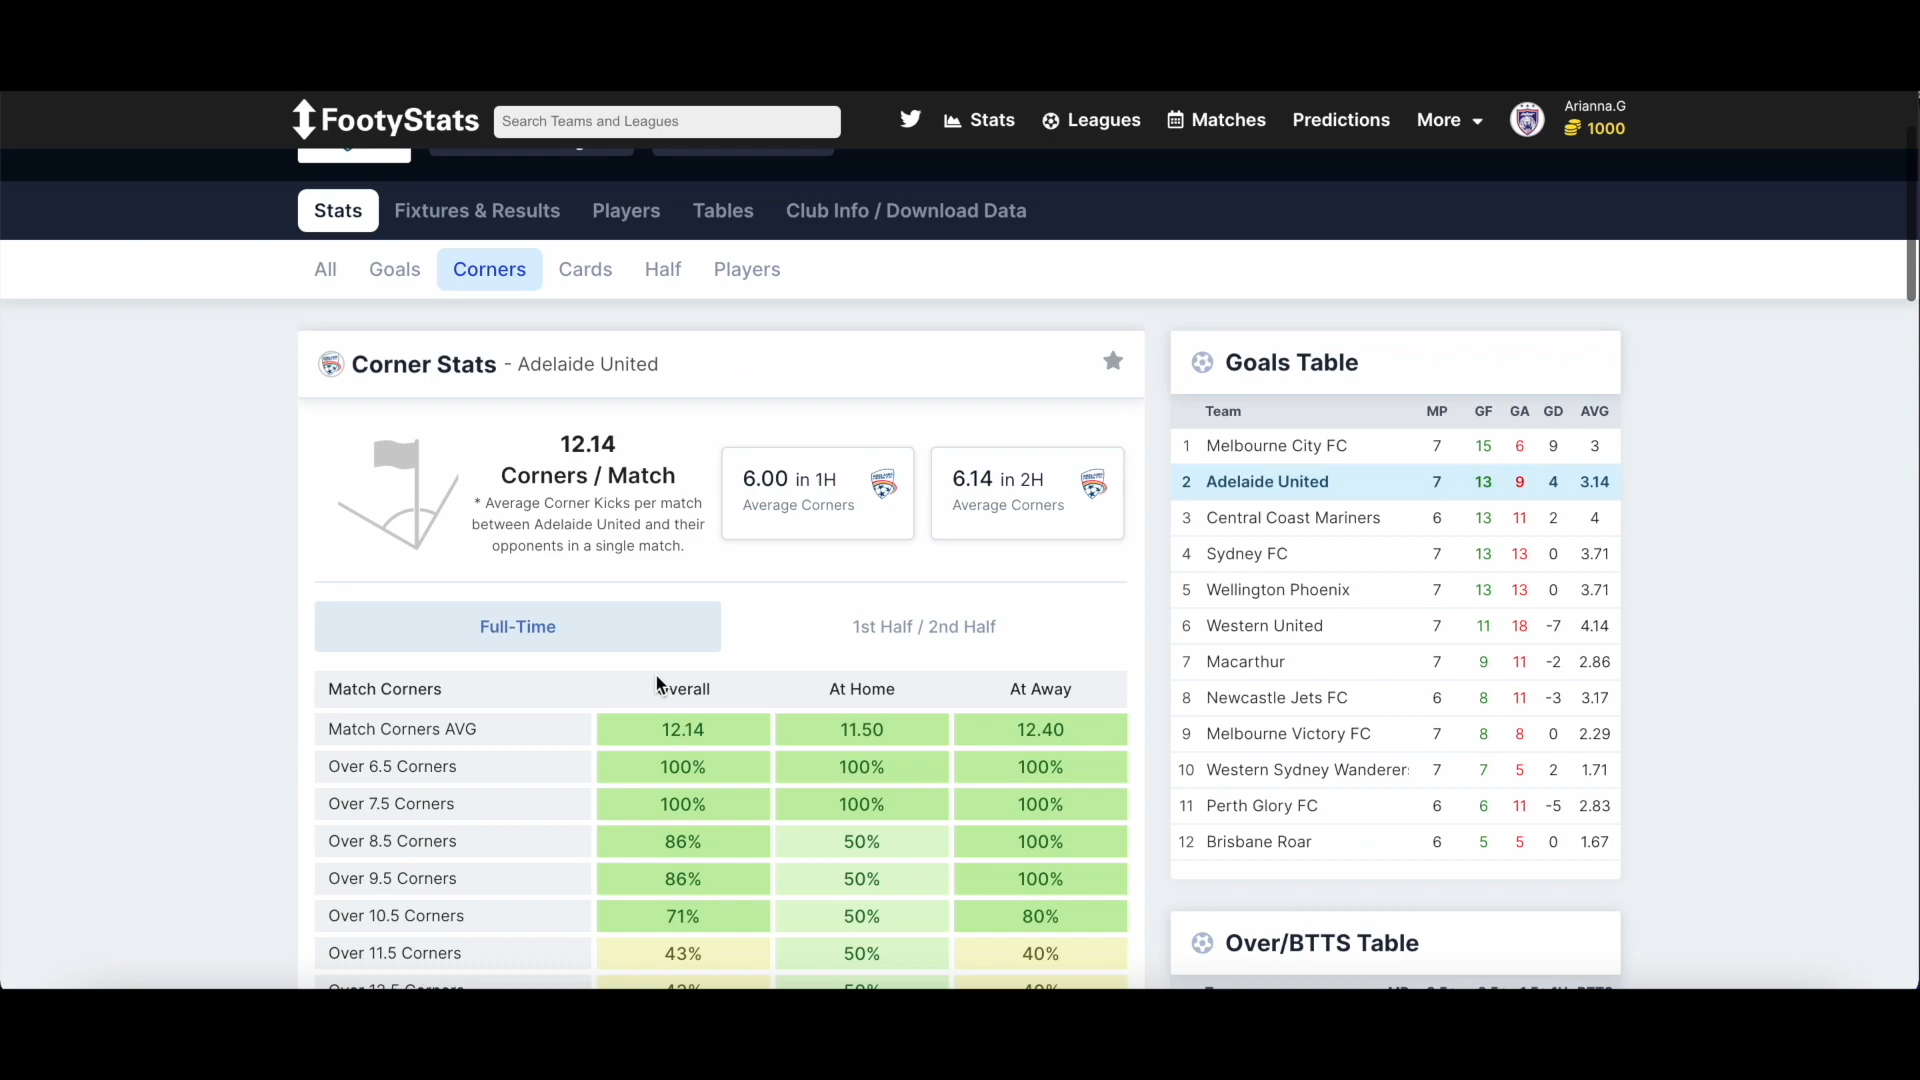 FootyStats
Search Teams and Leagues
Stats
Leagues
Matches
Predictions
More
Arianna.G
1000
Stats
Fixtures & Results
Players
Tables
Club Info / Download Data
All
Goals
Corners
Cards
Half
Players
Corner Stats - Adelaide United
12.14
Corners / Match
* Average Corner Kicks per match
between Adelaide United and their
opponents in a single match.
6.00 in 1H
Average Corners
6.14 in 2H
Average Corners
Full-Time
1st Half / 2nd Half
Match Corners Overall At Home At Away
Match Corners AVG 12.14 11.50 12.40
Over 6.5 Corners 100% 100% 100%
Over 7.5 Corners 100% 100% 100%
Over 8.5 Corners 86% 50% 100%
Over 9.5 Corners 86% 50% 100%
Over 10.5 Corners 71% 50% 80%
Over 11.5 Corners 43% 50% 40%
Over 12.5 Corners 43% 50% 40%
Goals Table
Team MP GF GA GD AVG
1 Melbourne City FC 7 15 6 9 3
2 Adelaide United 7 13 9 4 3.14
3 Central Coast Mariners 6 13 11 2 4
4 Sydney FC 7 13 13 0 3.71
5 Wellington Phoenix 7 13 13 0 3.71
6 Western United 7 11 18 -7 4.14
7 Macarthur 7 9 11 -2 2.86
8 Newcastle Jets FC 6 8 11 -3 3.17
9 Melbourne Victory FC 7 8 8 0 2.29
10 Western Sydney Wanderer 7 7 5 2 1.71
11 Perth Glory FC 6 6 11 -5 2.83
12 Brisbane Roar 6 5 5 0 1.67
Over/BTTS Table